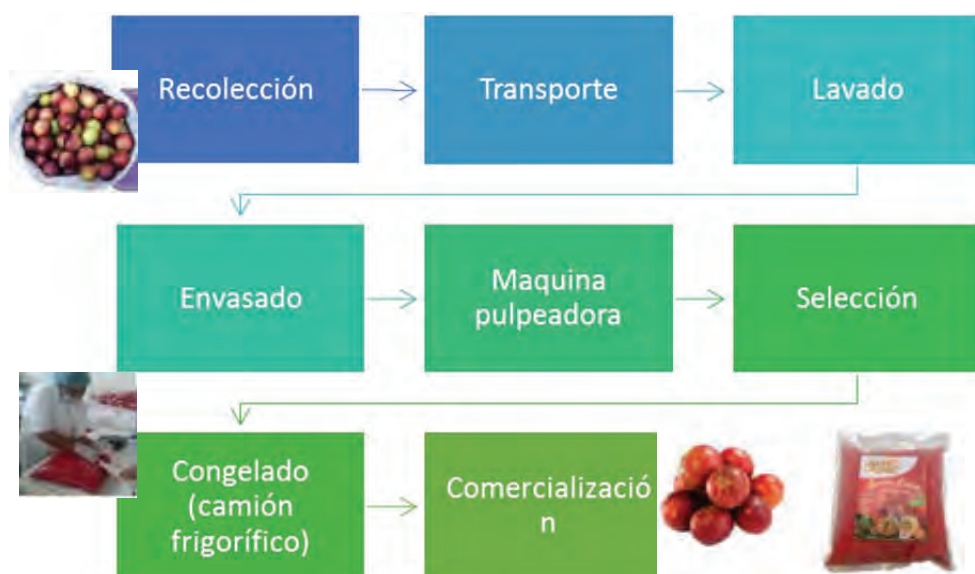 Recolección
Transporte
Lavado
Envasado
Maquina
pulpeadora
Selección
Congelado
(camión
frigorífico)
Comercializació
n